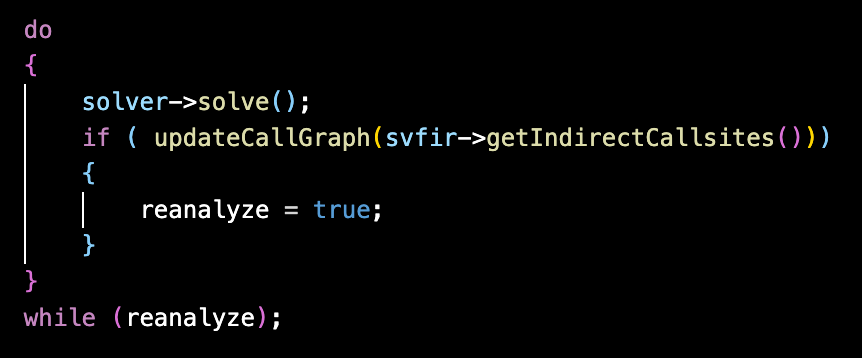 do
{
    solver->solve();
    if ( updateCallGraph(svfir->getIndirectCallsites()))
    {
        reanalyze = true;
    }
}
while (reanalyze);